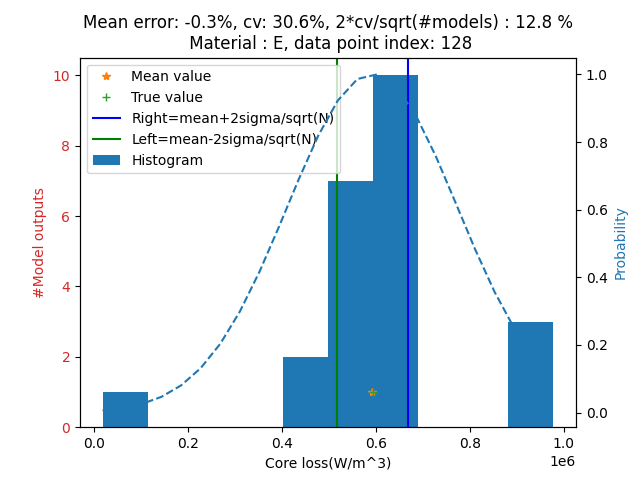 Mean error: -0.3%, cv: 30.6%, 2*cv/sqrt(#models) : 12.8 %
Material : E, data point index: 128
Mean value
True value
Right=mean+2sigma/sqrt(N)
Left=mean-2sigma/sqrt(N)
Histogram
#Model outputs
10
8
6
4
2
0
Probability
1.0
0.8
0.6
0.4
0.2
0.0
0.0 0.2 0.4 0.6 0.8 1.0
1e6
Core loss(W/m^3)